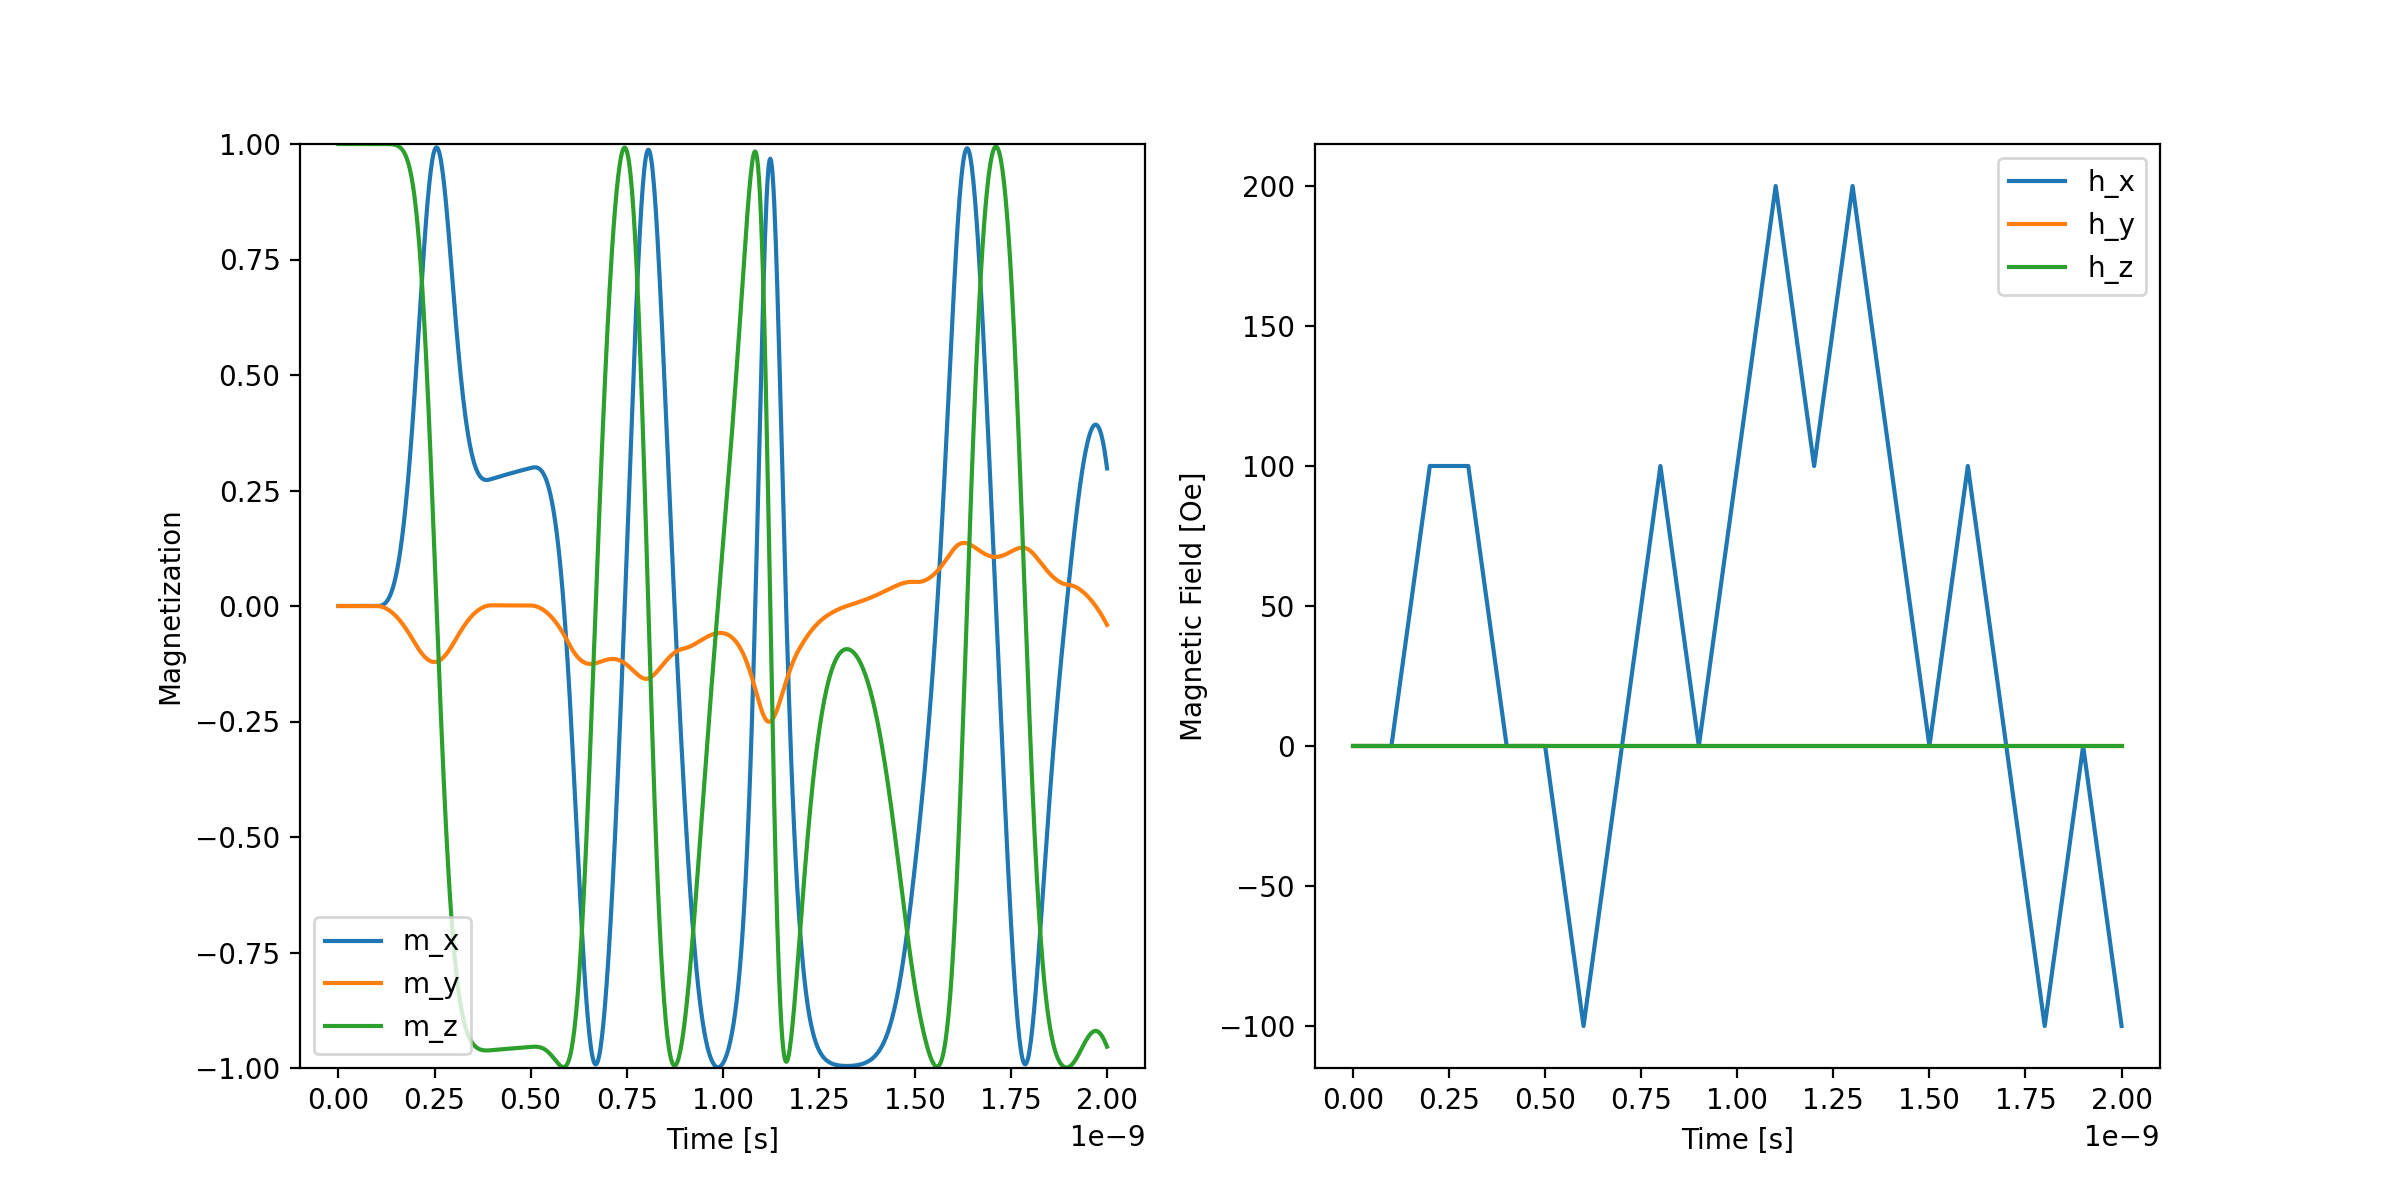 Magnetization
1.00
0.75
0.50
0.25
0.00
−0.25
−0.50
−0.75
−1.00
m_x
m_y
m_z
0.00 0.25 0.50 0.75 1.00 1.25 1.50 1.75 2.00
Time [s]
1e−9
Magnetic Field [Oe]
200
150
100
50
0
−50
−100
h_x
h_y
h_z
0.00 0.25 0.50 0.75 1.00 1.25 1.50 1.75 2.00
Time [s]
1e−9